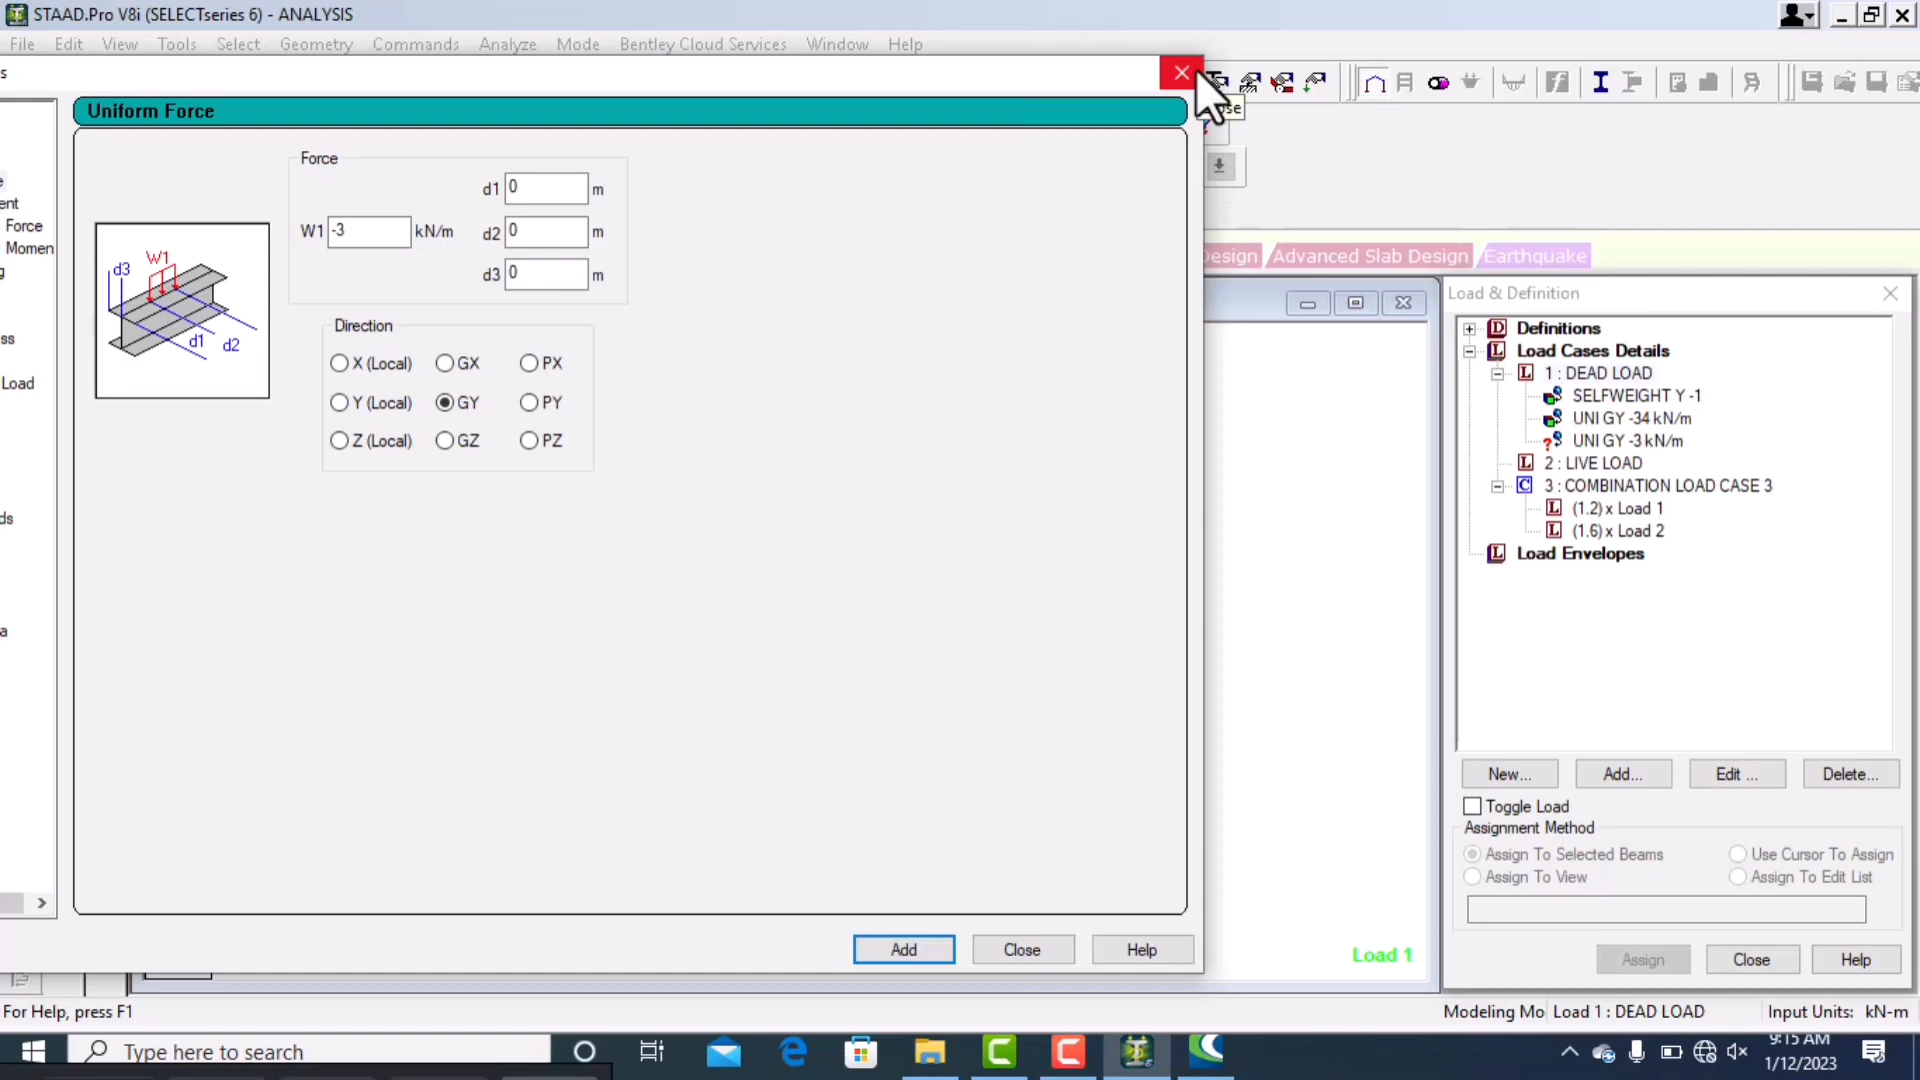 STAAD.Pro V8i (SELECTseries 6) - ANALYSIS
File Edit View Tools Select Geometry Commands Analyze Mode Bentley Cloud Services Window Help
s
Uniform Force
Force
d1 0 m
W1 -3 kN/m d2 0 m
d3 0 m
ent
Force
Momen
ss
Load
ds
a
W1
d3
d1 d2
Direction
X (Local) GX PX
Y (Local) GY PY
Z (Local) GZ PZ
Add Close Help
Design Advanced Slab Design Earthquake
Load 1
Load & Definition
Definitions
Load Cases Details
1 : DEAD LOAD
SELFWEIGHT Y -1
UNI GY -34 kN/m
UNI GY -3 kN/m
2 : LIVE LOAD
3 : COMBINATION LOAD CASE 3
(1.2) x Load 1
(1.6) x Load 2
Load Envelopes
New... Add... Edit ... Delete...
Toggle Load
Assignment Method
Assign To Selected Beams Use Cursor To Assign
Assign To View Assign To Edit List
Assign Close Help
For Help, press F1
Modeling Mo Load 1 : DEAD LOAD Input Units: kN-m
Type here to search
9:15 AM
1/12/2023